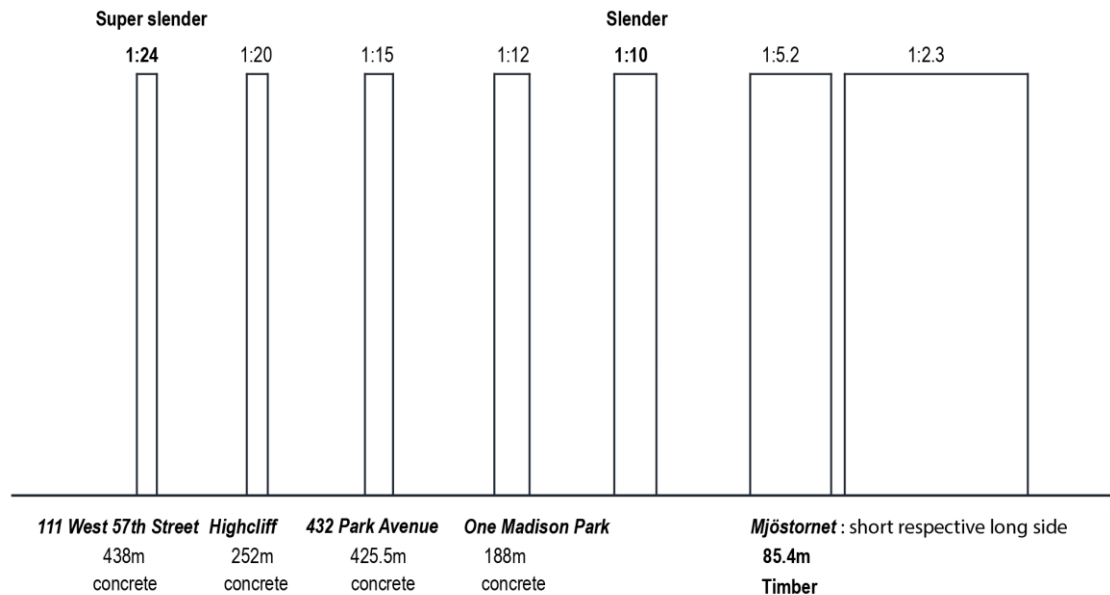 Super slender Slender
1:24 1:20 1:15 1:12 1:10 1:5.2 1:2.3
111 West 57th Street Highcliff 432 Park Avenue One Madison Park Mjöstornet : short respective long side
438m 252m 425.5m 188m 85.4m
concrete concrete concrete concrete Timber